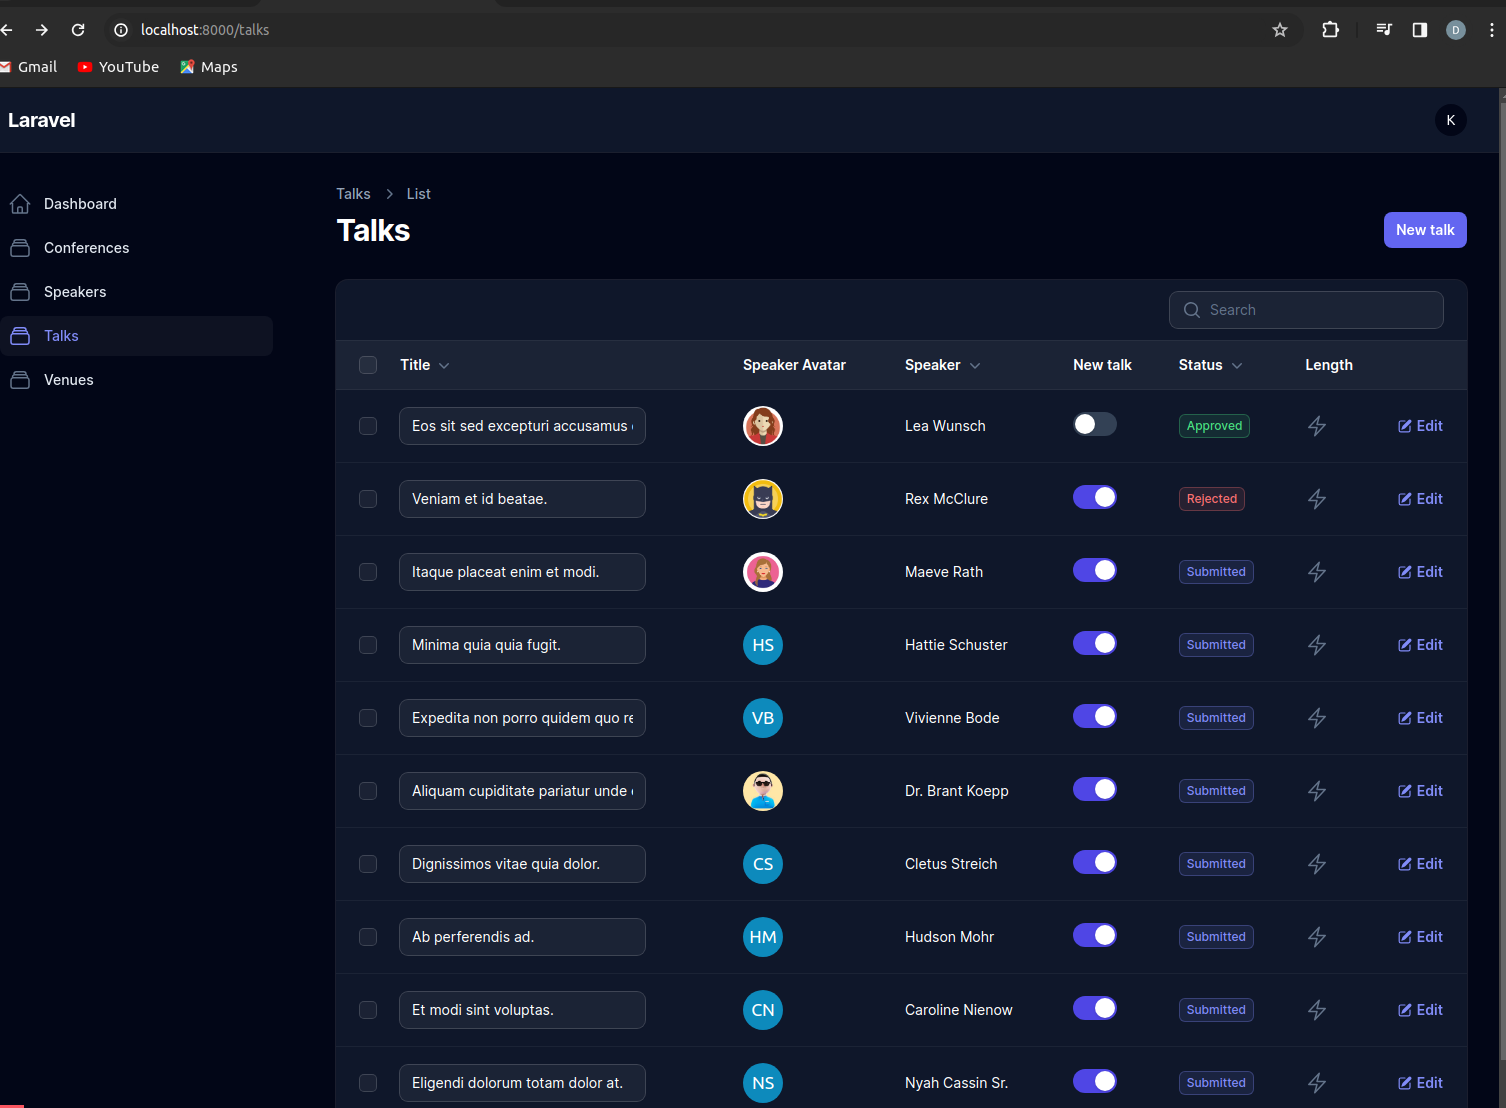 localhost:8000/talks
D
Gmail YouTube Maps
Laravel
K
Dashboard
Conferences
Speakers
Talks
Venues
Talks > List
Talks
New talk
Search
Title Speaker Avatar Speaker New talk Status Length
Eos sit sed excepturi accusamus Lea Wunsch Approved Edit
Veniam et id beatae. Rex McClure Rejected Edit
Itaque placeat enim et modi. Maeve Rath Submitted Edit
Minima quia quia fugit. HS Hattie Schuster Submitted Edit
Expedita non porro quidem quo VB Vivienne Bode Submitted Edit
Aliquam cupiditate pariatur unde Dr. Brant Koepp Submitted Edit
Dignissimos vitae quia dolor. CS Cletus Streich Submitted Edit
Ab perferendis ad. HM Hudson Mohr Submitted Edit
Et modi sint voluptas. CN Caroline Nienow Submitted Edit
Eligendi dolorum totam dolor at. NS Nyah Cassin Sr. Submitted Edit